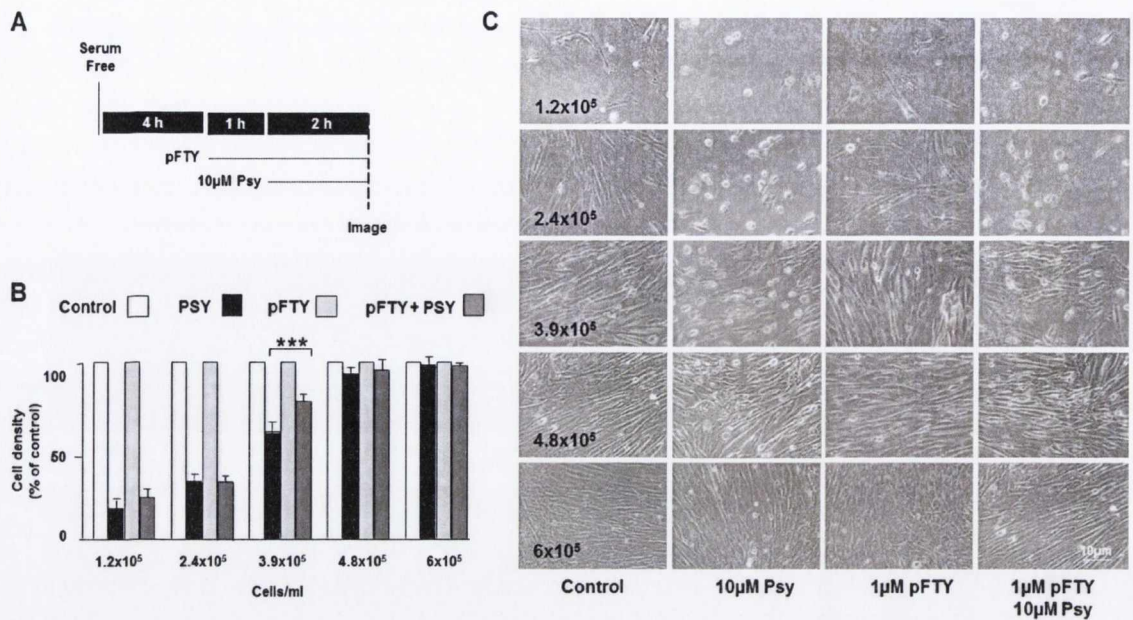 A
Serum
Free
4 h
1 h
2 h
pFTY
10µM Psy
Image
B
Control
PSY
pFTY
pFTY+PSY
***
100
50
0
Cell density
(% of control)
1.2x10⁵
2.4x10⁵
3.9x10⁵
4.8x10⁵
6x10⁵
Cells/ml
C
1.2x10⁵
2.4x10⁵
3.9x10⁵
4.8x10⁵
6x10⁵
10µm
Control
10µM Psy
1µM pFTY
1µM pFTY
10µM Psy